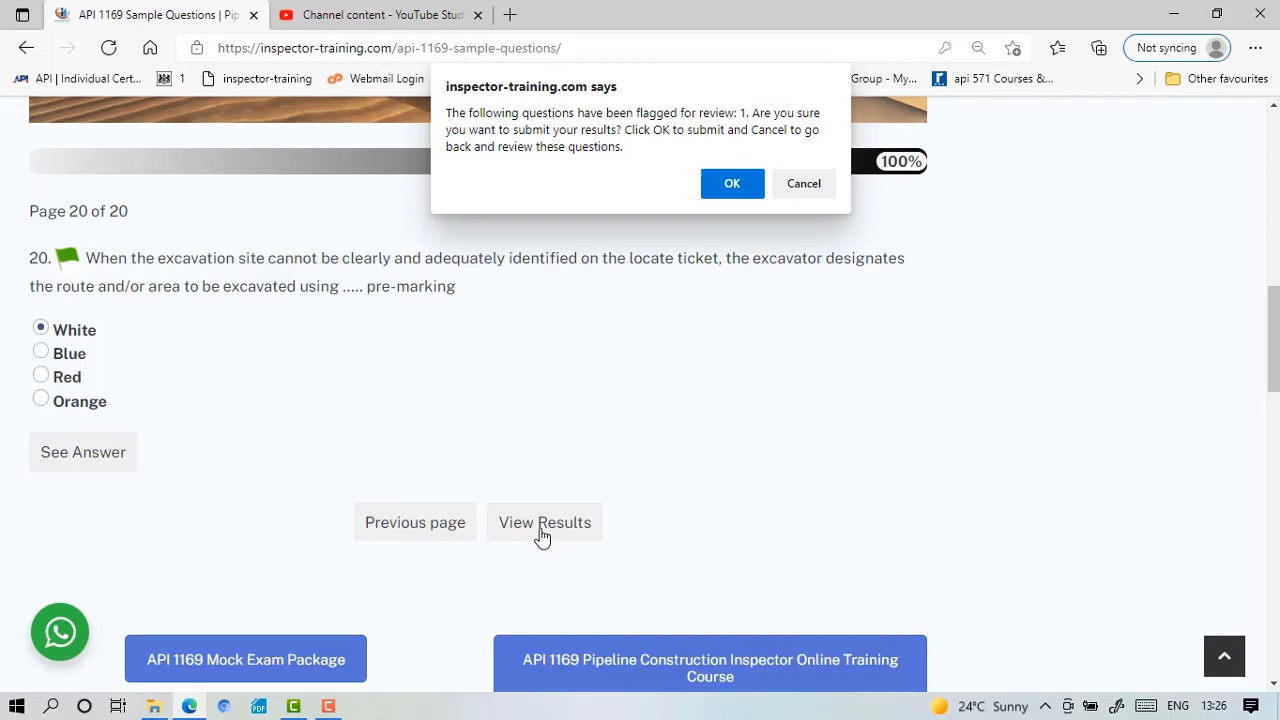 API 1169 Sample Questions | Pip
Channel content - YouTube Stud
https://inspector-training.com/api-1169-sample-questions/
Not syncing
API | Individual Cert...
1
inspector-training
Webmail Login
Group - My...
api 571 Courses &...
Other favourites
inspector-training.com says
The following questions have been flagged for review: 1. Are you sure
you want to submit your results? Click OK to submit and Cancel to go
back and review these questions.
OK
Cancel
100%
Page 20 of 20
20. When the excavation site cannot be clearly and adequately identified on the locate ticket, the excavator designates
the route and/or area to be excavated using ..... pre-marking
White
Blue
Red
Orange
See Answer
Previous page
View Results
API 1169 Mock Exam Package
API 1169 Pipeline Construction Inspector Online Training
Course
24°C Sunny
ENG
13:26